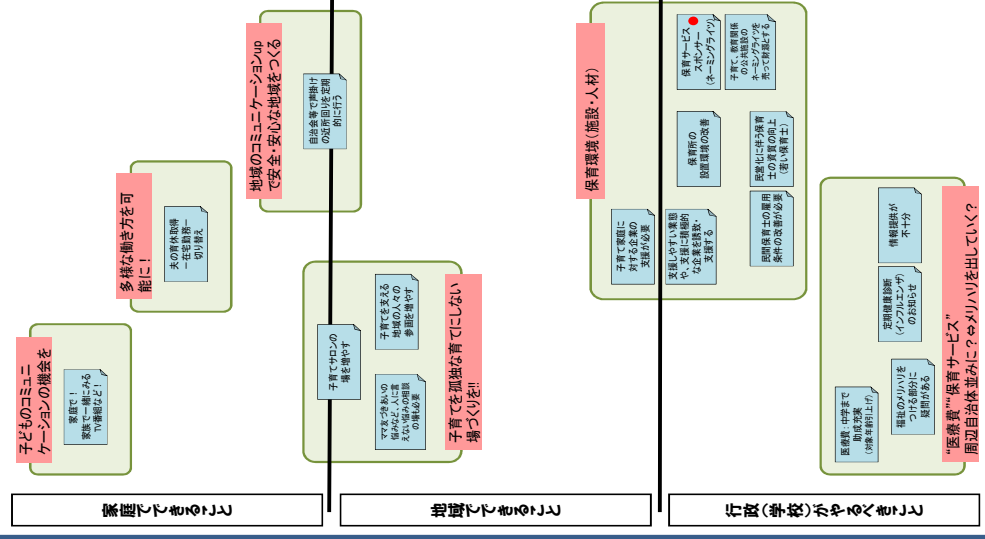 家庭でできること
子どものコミュニ
ケーションの機会を
家庭で！
家族で一緒にみる
TV番組など！
多様な働き方を可
能に！
夫の育休取得
－在宅勤務－
切り替え
地域のコミュニケーションup
で安全・安心な地域をつくる
自治会等で声掛け
の近所回りを定期
的に行う
地域でできること
子育てサロンの
場を増やす
ママ友づきあいの
悩みなど、人に言
えない悩みの相談
の場も必要
子育てを支える
地域の人々の
参画を増やす
子育てを孤独な育てにしない
場づくりを!!
行政（学校）がやるべきこと
保育環境（施設・人材）
子育て家庭に
対する企業の
支援が必要
支援しやすい業態
や、支援に積極的
な企業を誘致・
支援する
保育所の
設置環境の改善
民営化に伴う保育
士の資質の向上
（若い保育士）
民間保育士の雇用
条件の改善が必要
保育サービス
スポンサー
（ネーミングライツ）
子育て、教育関係
の公共施設の
ネーミングライツを
売って財源とする
医療費：中学まで
助成充実
（対象年齢引上げ）
福祉のメリハリを
つける部分に
疑問がある
定期健康診断
（インフルエンザ）
のお知らせ
情報提供が
不十分
“医療費”“保育サービス”
周辺自治体並みに？⇔メリハリを出していく？